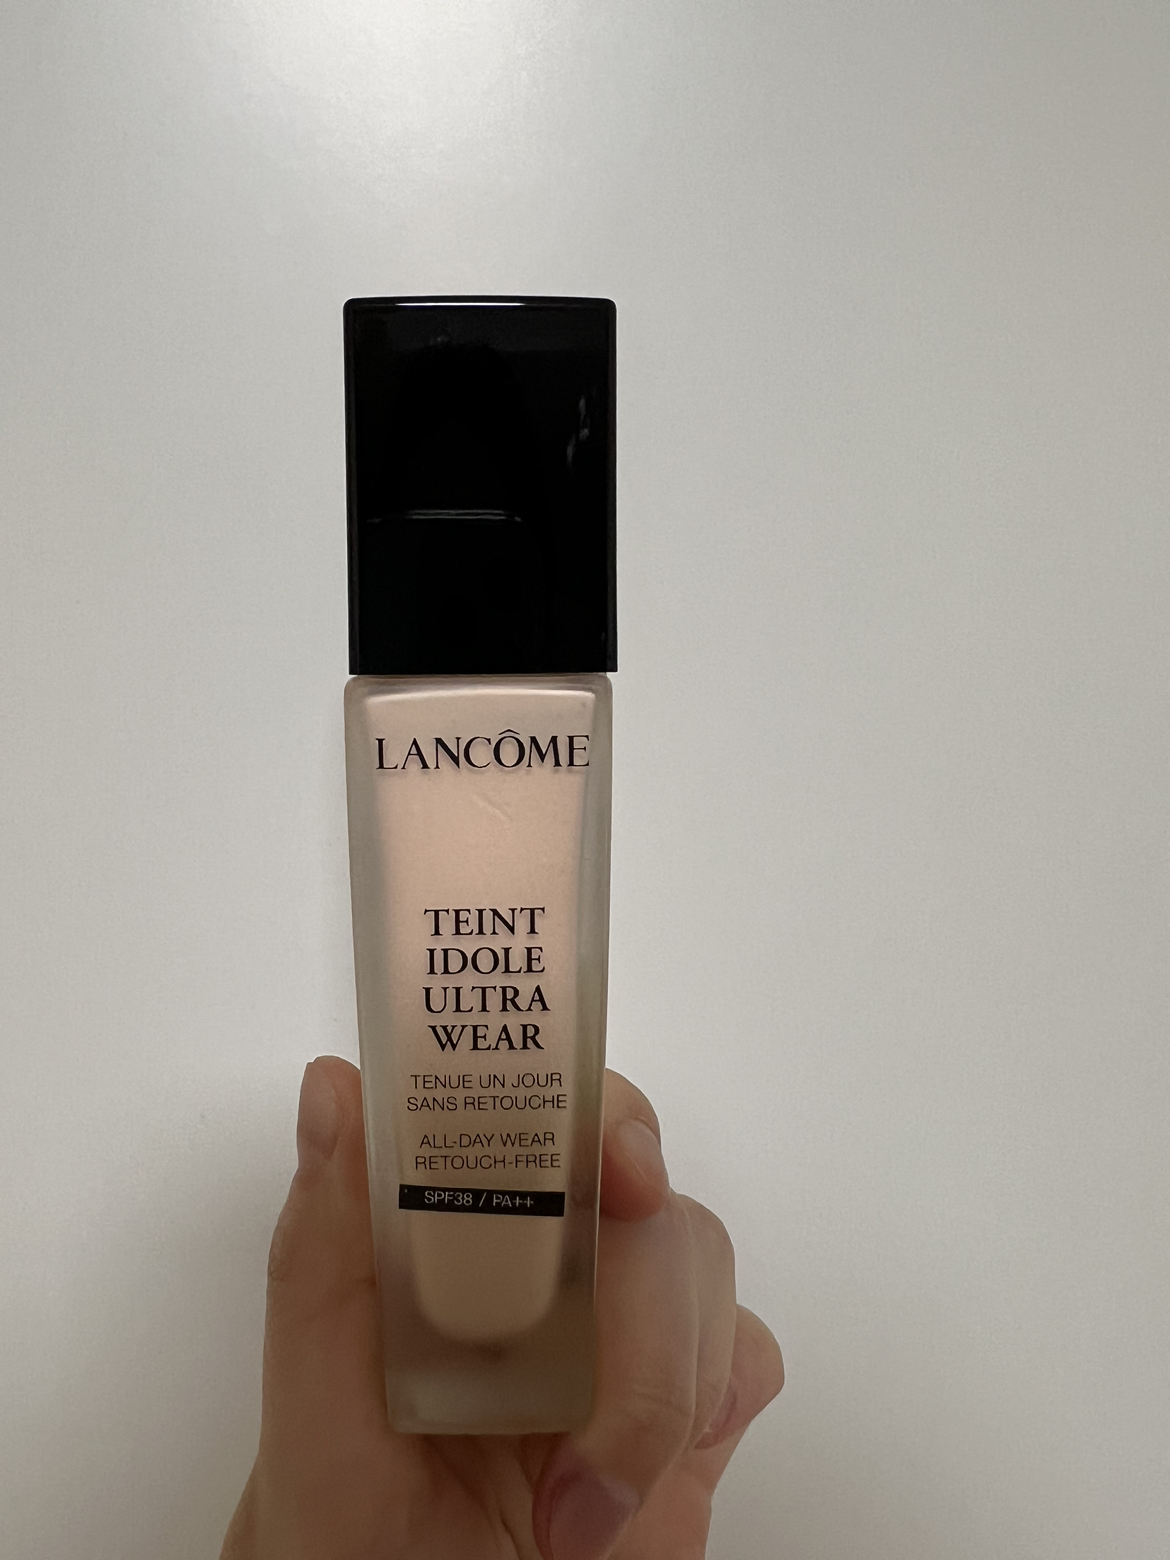 LANCÔME
TEINT
IDOLE
ULTRA
WEAR
TENUE UN JOUR
SANS RETOUCHE
ALL-DAY WEAR
RETOUCH-FREE
SPF38 / PA++